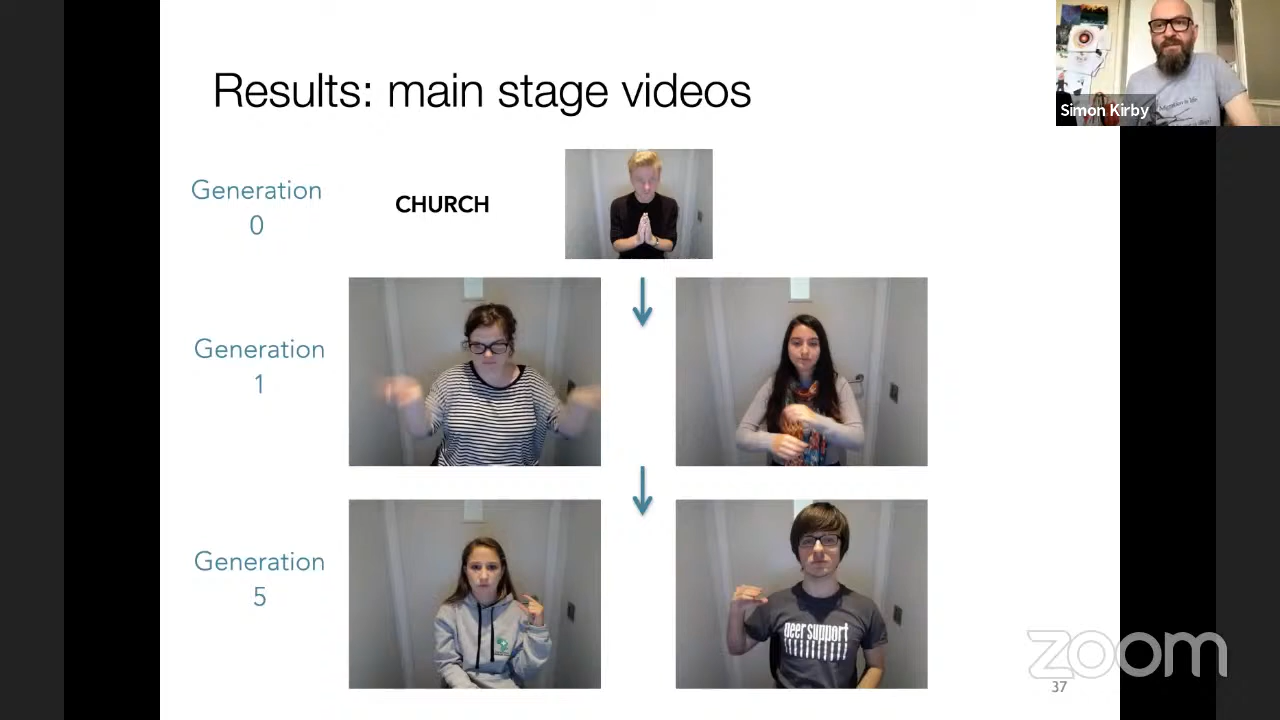 Results: main stage videos
Simon Kirby
Generation
0
CHURCH
Generation
1
Generation
5
peer support
zoom
37